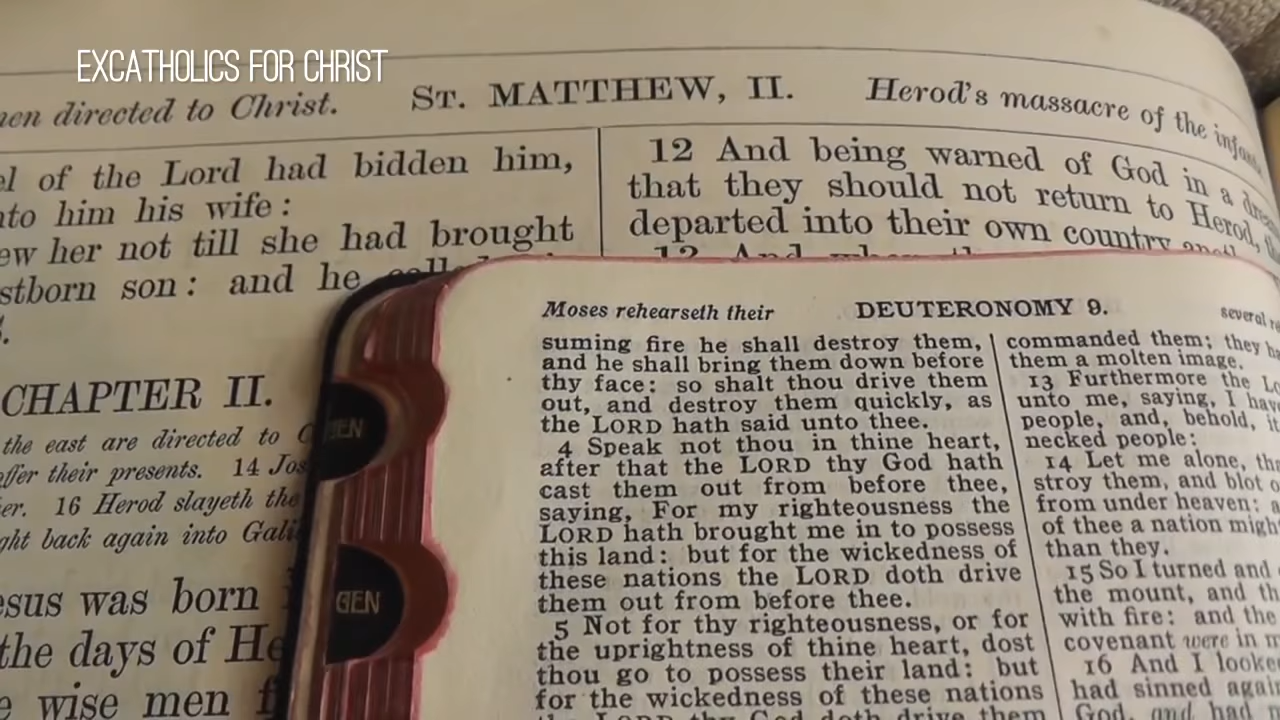 EXCATHOLICS FOR CHRIST
directed to Christ.
ST. MATTHEW, II.
Herod's massacre of the
of the Lord had bidden him,
him his wife:
her not till she had brought
son: and he
CHAPTER II.
the east are directed to
their presents. 14
16 Herod slayeth the
back again into
was born
the days of
wise men
12 And being warned of God in a
that they should not return to Herod,
departed into their own country
Moses rehearseth their
DEUTERONOMY 9.
several
suming fire he shall destroy them,
and he shall bring them down before
thy face: so shalt thou drive them
out, and destroy them quickly, as
the LORD hath said unto thee.
4 Speak not thou in thine heart,
after that the LORD thy God hath
cast them out from before thee,
saying, For my righteousness the
LORD hath brought me in to possess
this land: but for the wickedness of
these nations the LORD doth drive
them out from before thee.
5 Not for thy righteousness, or for
the uprightness of thine heart, dost
thou go to possess their land: but
for the wickedness of these nations
the LORD thy God doth drive them
commanded them; they
them a molten image.
13 Furthermore the
unto me, saying, I
people, and, behold,
necked people:
14 Let me alone,
stroy them, and blot
from under heaven:
of thee a nation
than they.
15 So I turned and
the mount, and
with fire: and the
covenant were in
16 And I
had sinned
God, and had
GEN